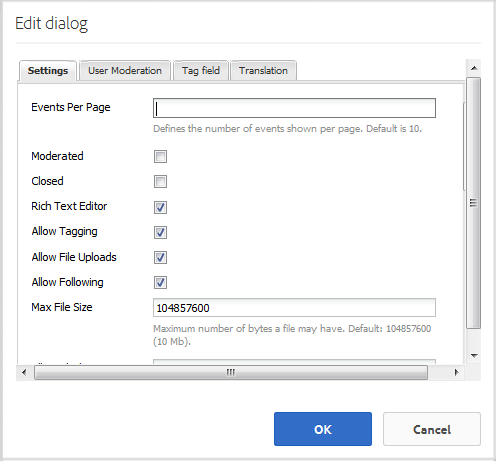 Edit dialog
Settings User Moderation Tag field Translation
Events Per Page
Defines the number of events shown per page. Default is 10.
Moderated
Closed
Rich Text Editor
Allow Tagging
Allow File Uploads
Allow Following
Max File Size 104857600
Maximum number of bytes a file may have. Default: 104857600
(10 Mb).
OK Cancel